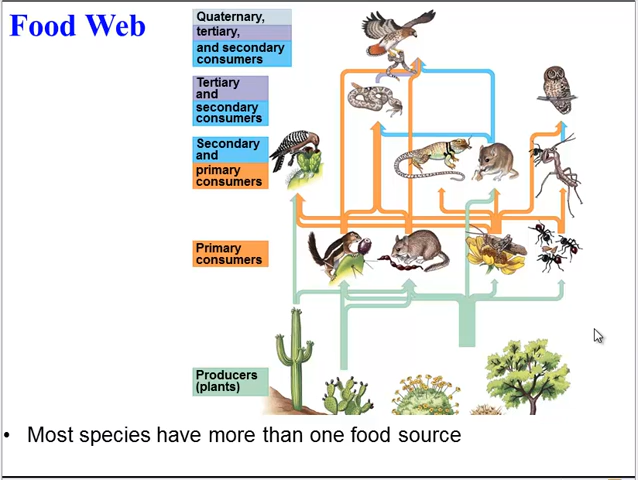 Food Web
Quaternary,
tertiary,
and secondary
consumers
Tertiary
and
secondary
consumers
Secondary
and
primary
consumers
Primary
consumers
Producers
(plants)
• Most species have more than one food source